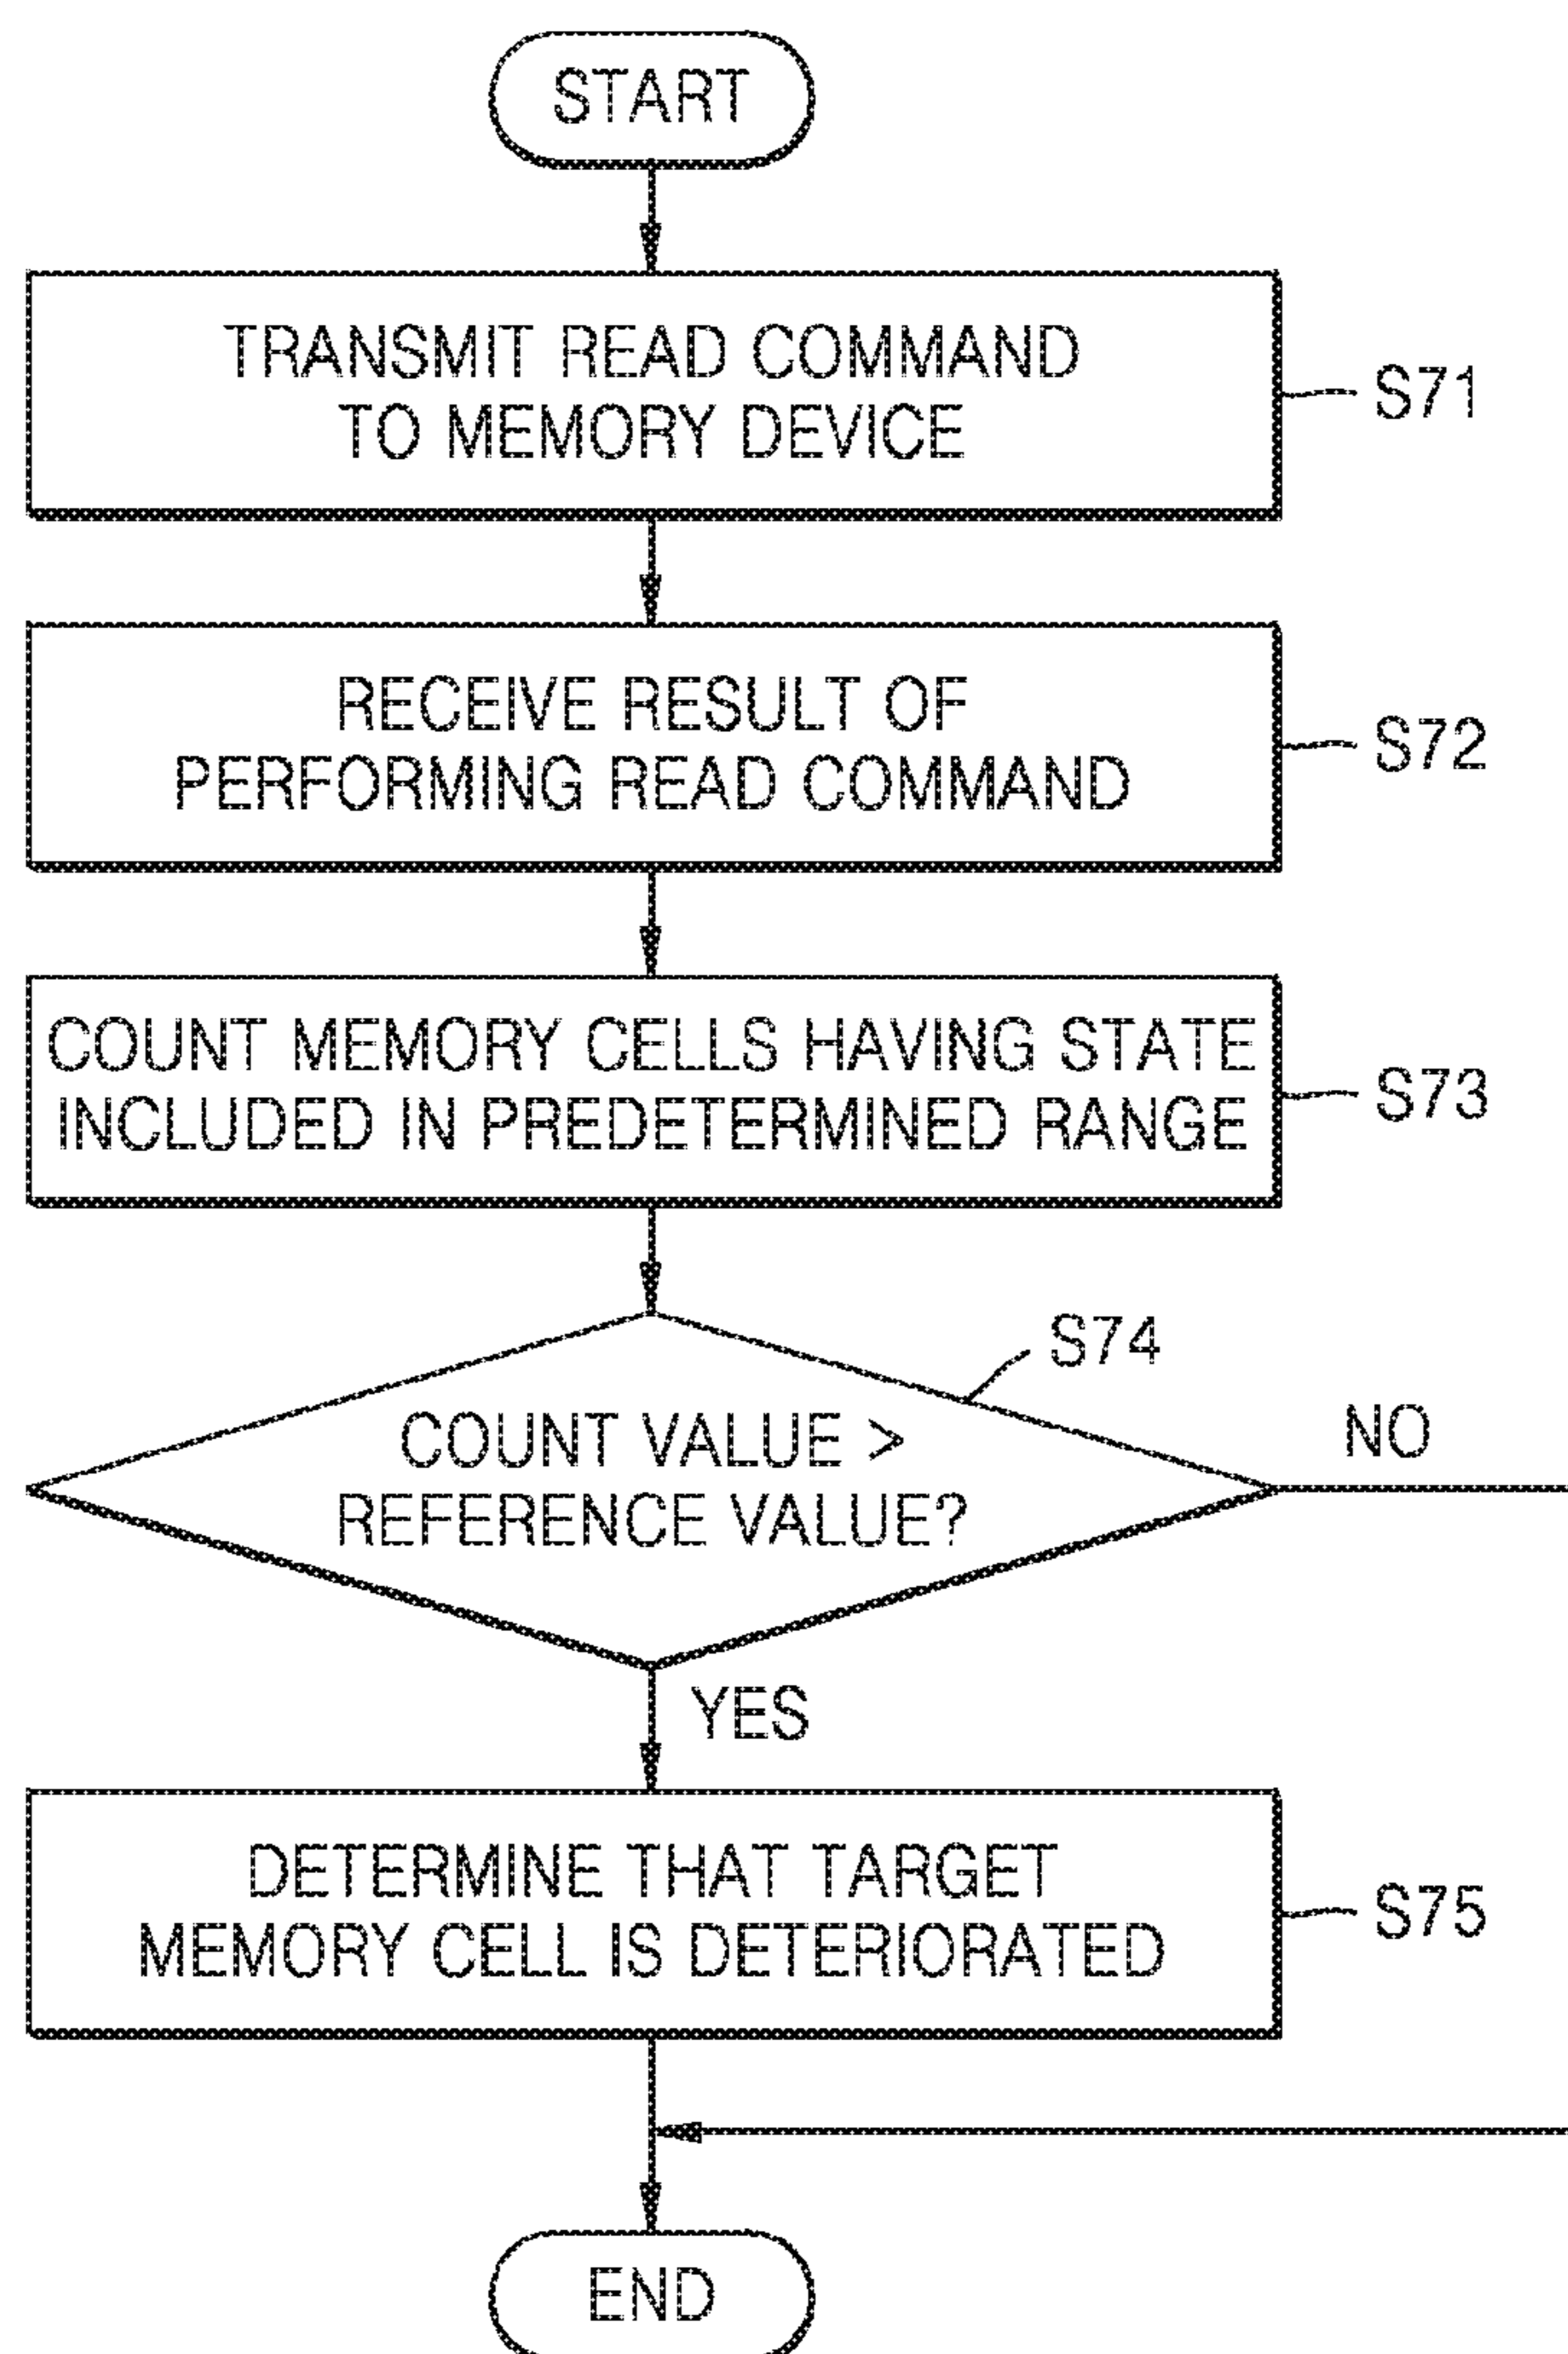 START
TRANSMIT READ COMMAND
TO MEMORY DEVICE
S71
RECEIVE RESULT OF
PERFORMING READ COMMAND
S72
COUNT MEMORY CELLS HAVING STATE
INCLUDED IN PREDETERMINED RANGE
S73
S74
COUNT VALUE >
REFERENCE VALUE?
NO
YES
DETERMINE THAT TARGET
MEMORY CELL IS DETERIORATED
S75
END